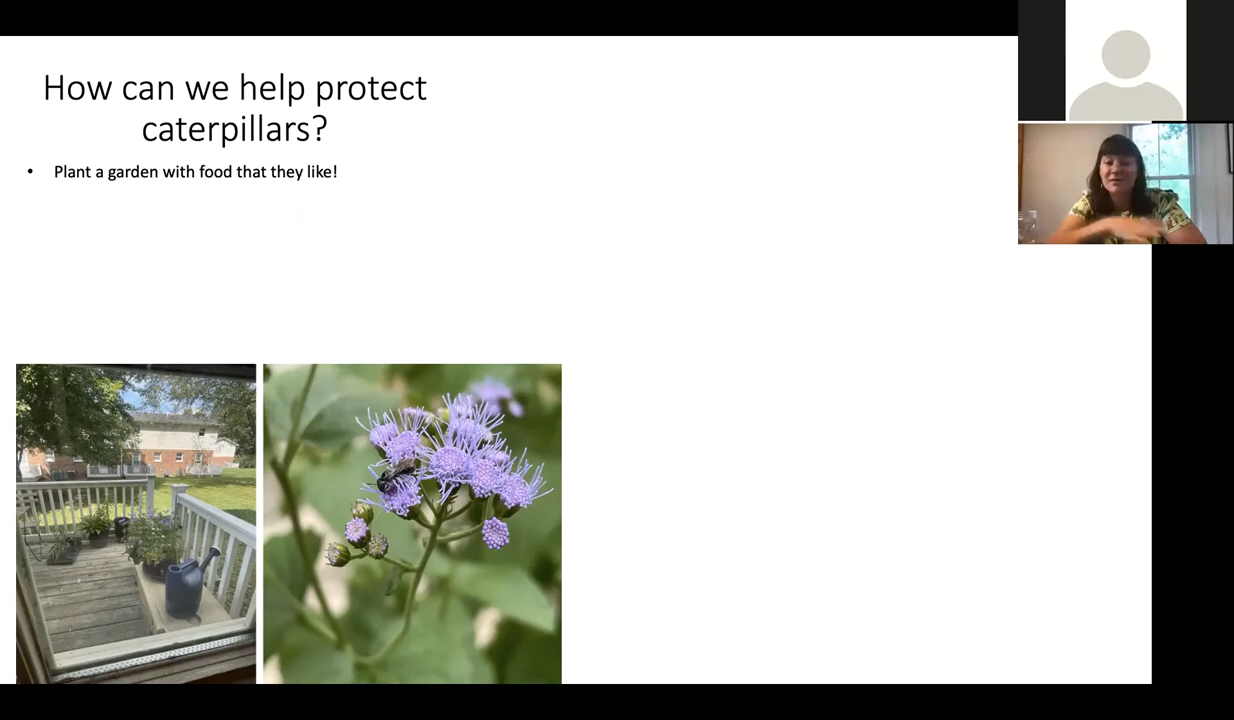 How can we help protect
caterpillars?
• Plant a garden with food that they like!